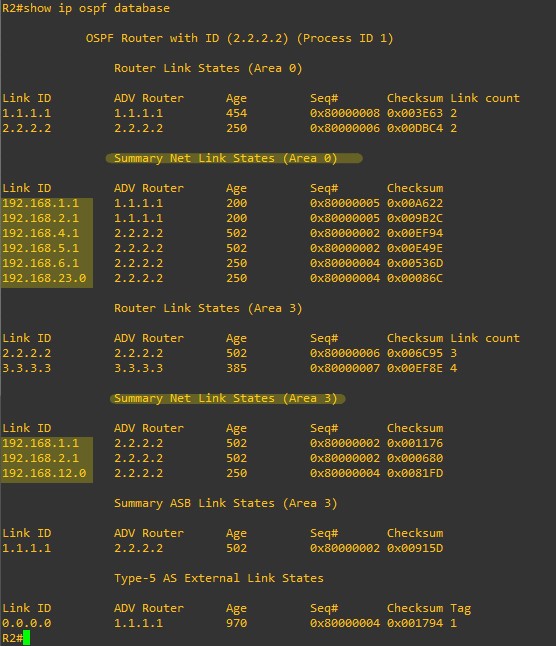 R2#show ip ospf database
OSPF Router with ID (2.2.2.2) (Process ID 1)
Router Link States (Area 0)
Link ID ADV Router Age Seq# Checksum Link count
1.1.1.1 1.1.1.1 454 0x80000008 0x003E63 2
2.2.2.2 2.2.2.2 250 0x80000006 0x00DBC4 2
Summary Net Link States (Area 0)
Link ID ADV Router Age Seq# Checksum
192.168.1.1 1.1.1.1 200 0x80000005 0x00A622
192.168.2.1 1.1.1.1 200 0x80000005 0x009B2C
192.168.4.1 2.2.2.2 502 0x80000002 0x00EF94
192.168.5.1 2.2.2.2 502 0x80000002 0x00E49E
192.168.6.1 2.2.2.2 250 0x80000004 0x00536D
192.168.23.0 2.2.2.2 250 0x80000004 0x00086C
Router Link States (Area 3)
Link ID ADV Router Age Seq# Checksum Link count
2.2.2.2 2.2.2.2 502 0x80000006 0x006C95 3
3.3.3.3 3.3.3.3 385 0x80000007 0x00EF8E 4
Summary Net Link States (Area 3)
Link ID ADV Router Age Seq# Checksum
192.168.1.1 2.2.2.2 502 0x80000002 0x001176
192.168.2.1 2.2.2.2 502 0x80000002 0x000680
192.168.12.0 2.2.2.2 250 0x80000004 0x0081FD
Summary ASB Link States (Area 3)
Link ID ADV Router Age Seq# Checksum
1.1.1.1 2.2.2.2 502 0x80000002 0x00915D
Type-5 AS External Link States
Link ID ADV Router Age Seq# Checksum Tag
0.0.0.0 1.1.1.1 970 0x80000004 0x001794 1
R2#